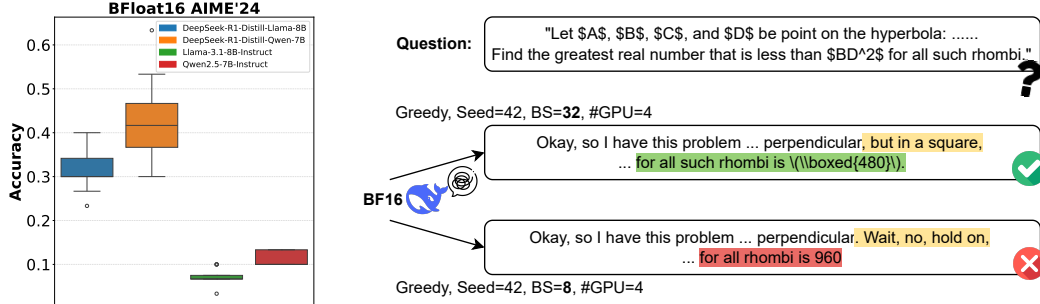 BFloat16 AIME'24
DeepSeek-R1-Distill-Llama-8B
DeepSeek-R1-Distill-Qwen-7B
Llama-3.1-8B-Instruct
Qwen2.5-7B-Instruct
Accuracy
0.6
0.5
0.4
0.3
0.2
0.1
Question:
"Let $A$, $B$, $C$, and $D$ be point on the hyperbola: ......
Find the greatest real number that is less than $BD^2$ for all such rhombi."
?
Greedy, Seed=42, BS=32, #GPU=4
Okay, so I have this problem ... perpendicular, but in a square,
... for all such rhombi is \(\\boxed{480}\).
BF16
Okay, so I have this problem ... perpendicular. Wait, no, hold on,
... for all rhombi is 960
Greedy, Seed=42, BS=8, #GPU=4